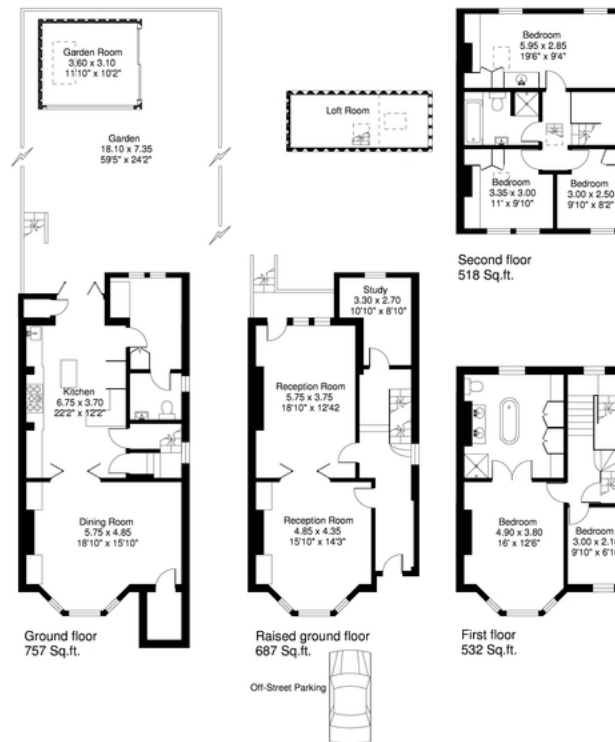 Garden Room
3.60 x 3.10
11'10" x 10'2"
Garden
18.10 x 7.35
59'5" x 24'2"
Loft Room
Bedroom
5.95 x 2.85
19'6" x 9'4"
Bedroom
3.35 x 3.00
11' x 9'10"
Bedroom
3.00 x 2.50
9'10" x 8'2"
Second floor
518 Sq.ft.
Kitchen
6.75 x 3.70
22'2" x 12'2"
Dining Room
5.75 x 4.85
18'10" x 15'10"
Ground floor
757 Sq.ft.
Study
3.30 x 2.70
10'10" x 8'10"
Reception Room
5.75 x 3.75
18'10" x 12'42
Reception Room
4.85 x 4.35
15'10" x 14'3"
Raised ground floor
687 Sq.ft.
Off-Street Parking
Bedroom
4.90 x 3.80
16' x 12'6"
Bedroom
3.00 x 2.1
9'10" x 6'1
First floor
532 Sq.ft.